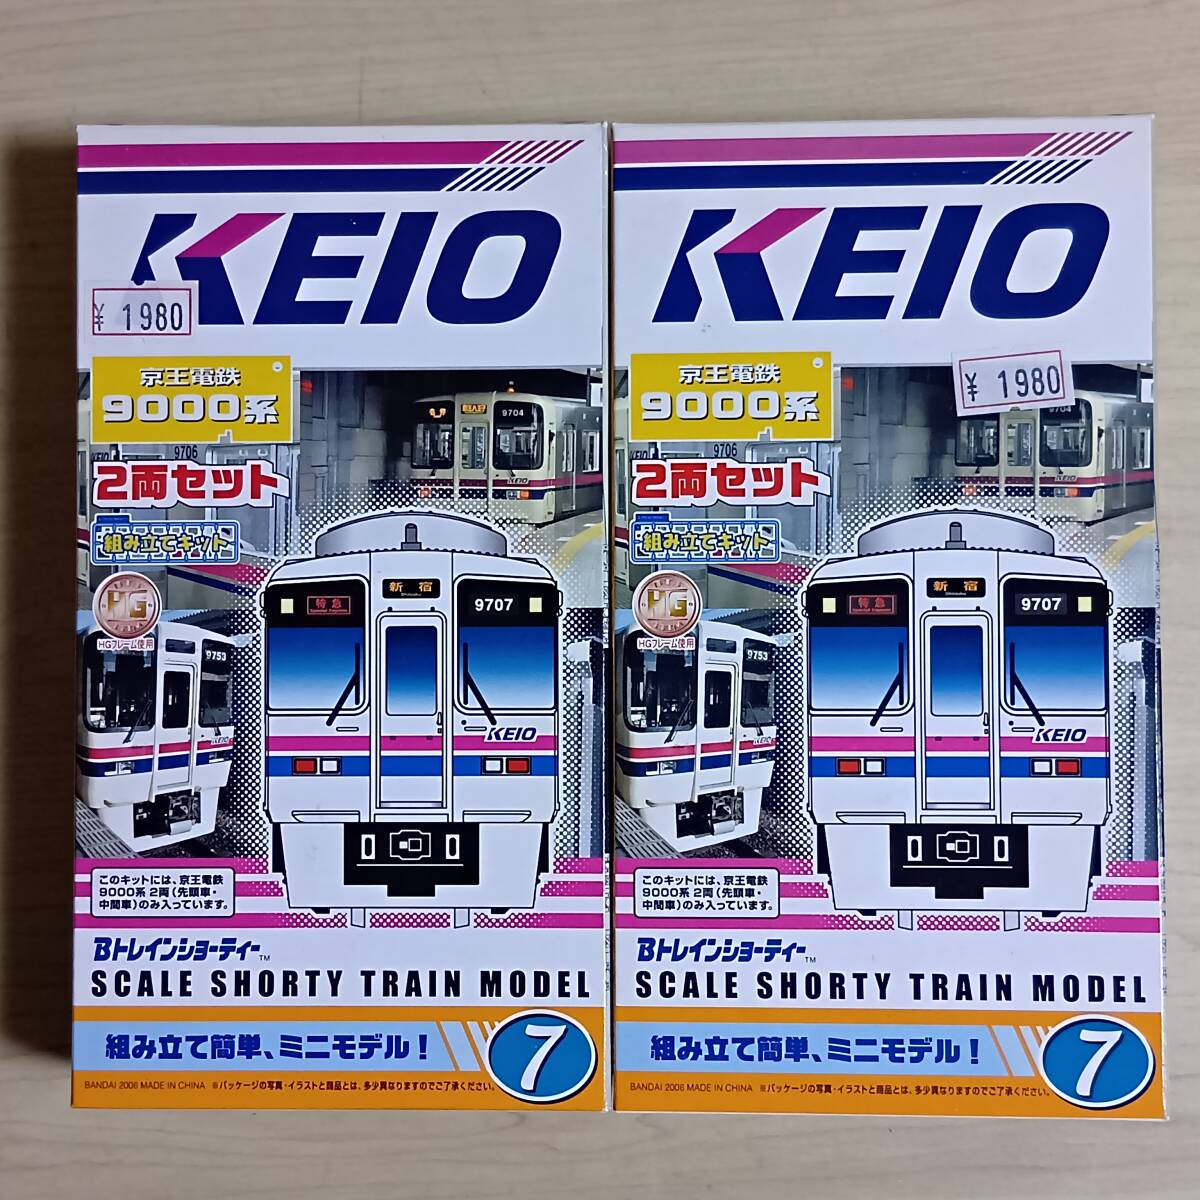 KEIO
¥ 1980
京王電鉄
9000系
2両セット
組み立てキット
HG
HGフレーム使用
9704
9706
9753
KEIO
特急
Special Express
新宿
Shinjuku
9707
KEIO
このキットには、京王電鉄
9000系 2両(先頭車・
中間車)のみ入っています。
Bトレインショーティー™
SCALE SHORTY TRAIN MODEL
組み立て簡単、ミニモデル!
7
BANDAI 2006 MADE IN CHINA ※パッケージの写真・イラストと商品とは、多少異なりますのでご了承ください。
KEIO
¥ 1980
京王電鉄
9000系
2両セット
組み立てキット
HG
HGフレーム使用
9704
9706
9753
KEIO
特急
Special Express
新宿
Shinjuku
9707
KEIO
このキットには、京王電鉄
9000系 2両(先頭車・
中間車)のみ入っています。
Bトレインショーティー™
SCALE SHORTY TRAIN MODEL
組み立て簡単、ミニモデル!
7
BANDAI 2006 MADE IN CHINA ※パッケージの写真・イラストと商品とは、多少異なりますのでご了承ください。